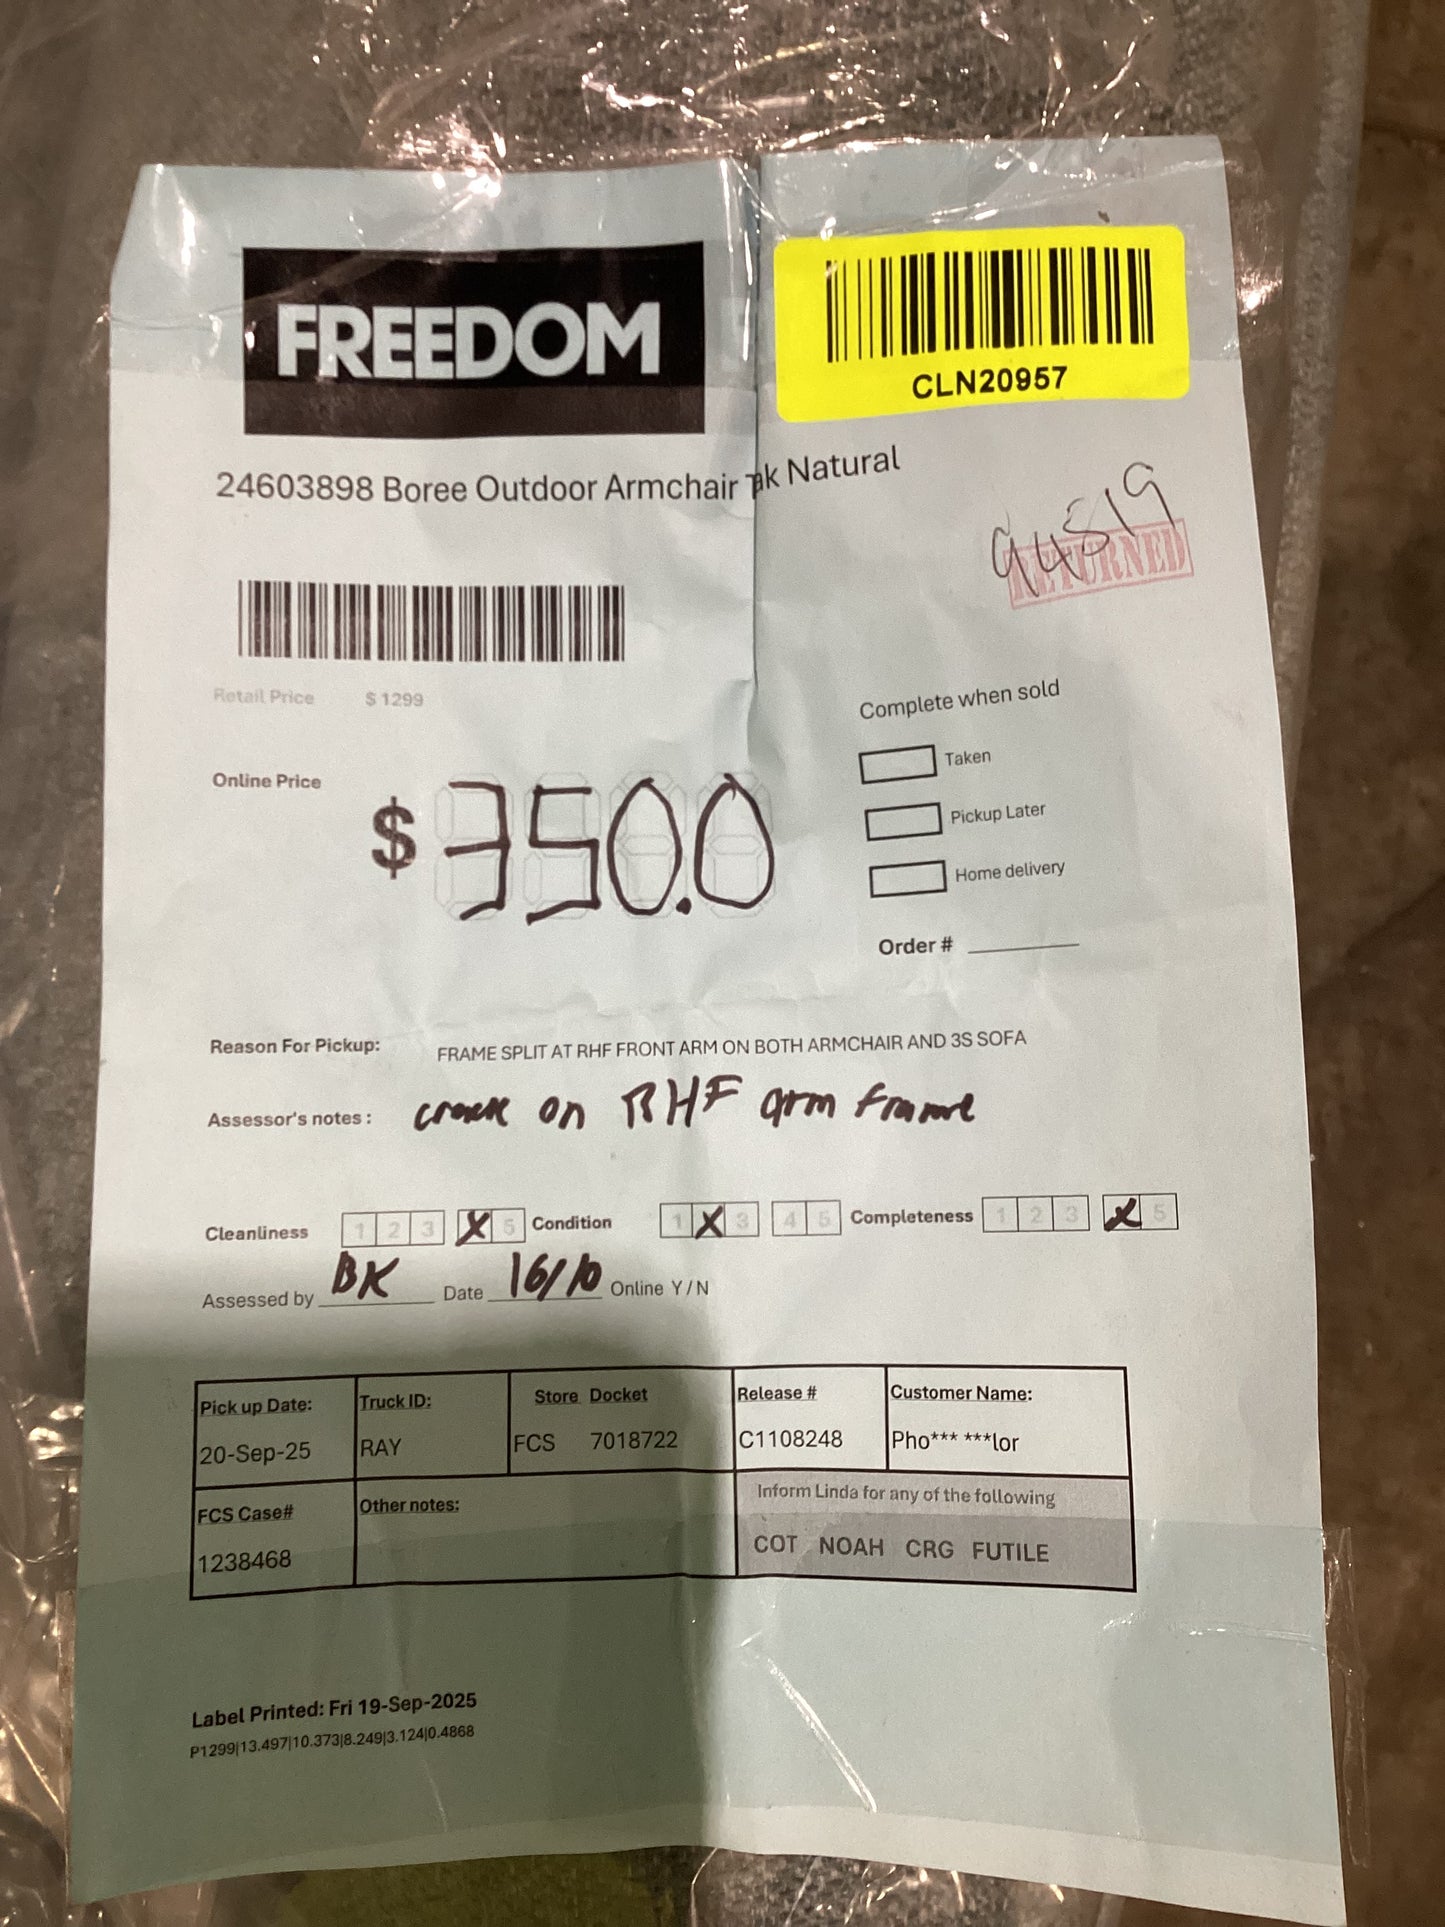 FREEDOM
CLN20957
24603898 Boree Outdoor Armchair Tk Natural
94519
RETURNED
Retail Price $ 1299
Complete when sold
Taken
Online Price
$ 350.0
Pickup Later
Home delivery
Order #
Reason For Pickup: FRAME SPLIT AT RHF FRONT ARM ON BOTH ARMCHAIR AND 3S SOFA
Assessor's notes: crack on RHF arm frame
Cleanliness 1 2 3 X 5 Condition 1 X 3 4 5 Completeness 1 2 3 X 5
Assessed by BK Date 16/10 Online Y / N
Pick up Date: Truck ID: Store Docket Release # Customer Name:
20-Sep-25 RAY FCS 7018722 C1108248 Pho*** ***lor
FCS Case# Other notes: Inform Linda for any of the following
1238468 COT NOAH CRG FUTILE
Label Printed: Fri 19-Sep-2025
P1299|13.497|10.373|8.249|3.124|0.4868